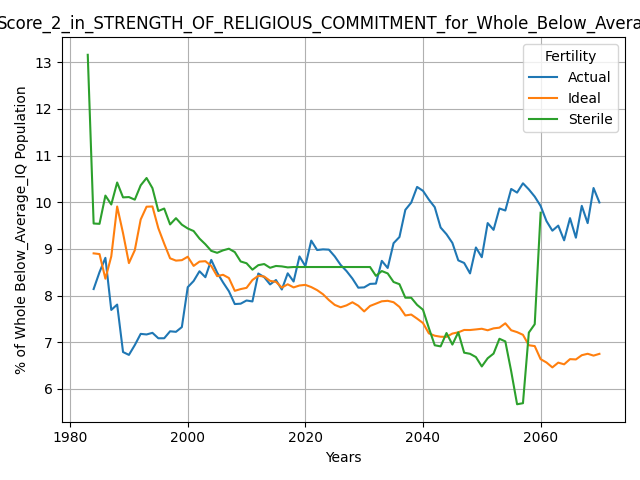 Score_2_in_STRENGTH_OF_RELIGIOUS_COMMITMENT_for_Whole_Below_Avera
% of Whole Below_Average_IQ Population
13
12
11
10
9
8
7
6
Fertility
Actual
Ideal
Sterile
1980 2000 2020 2040 2060
Years